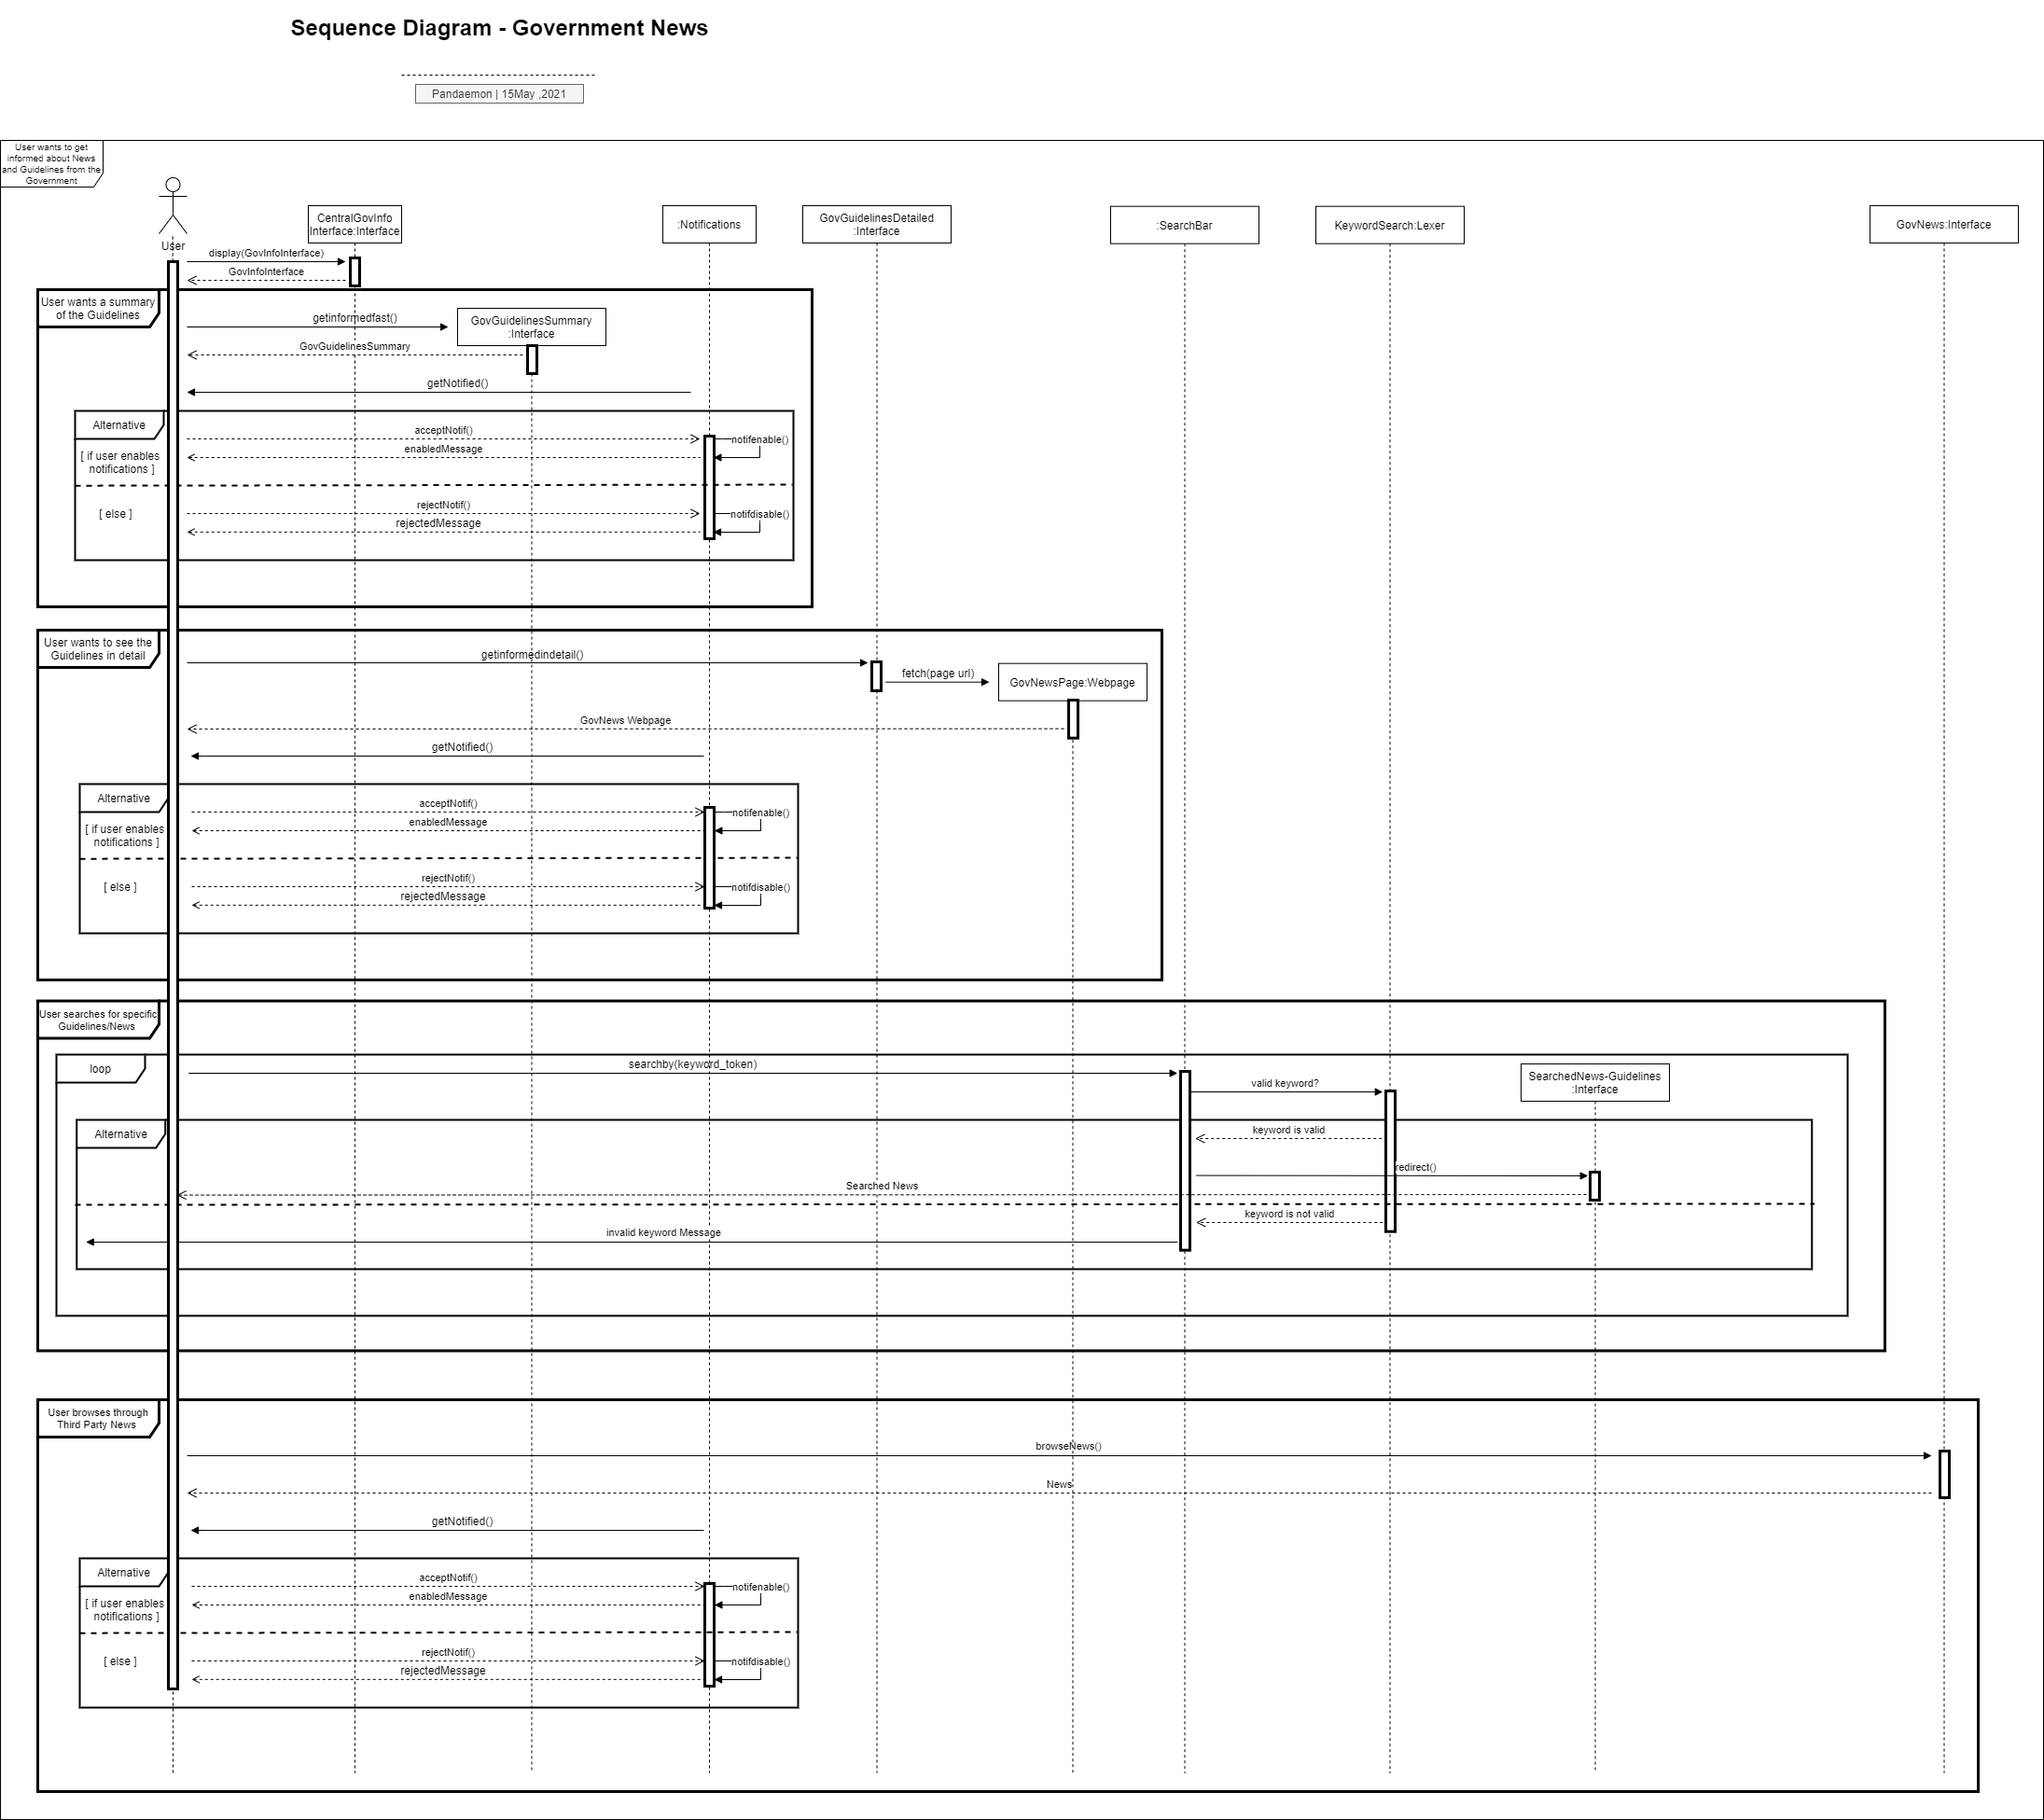 Sequence Diagram - Government News
Pandaemon | 15May ,2021
User wants to get
informed about News
and Guidelines from the
Government
User
CentralGovInfo
Interface:Interface
:Notifications
GovGuidelinesDetailed
:Interface
:SearchBar
KeywordSearch:Lexer
GovNews:Interface
display(GovInfoInterface)
GovInfoInterface
User wants a summary
of the Guidelines
getinformedfast()
GovGuidelinesSummary
:Interface
GovGuidelinesSummary
getNotified()
Alternative
acceptNotif()
notifenable()
enabledMessage
[ if user enables
notifications ]
rejectNotif()
[ else ]
notifdisable()
rejectedMessage
User wants to see the
Guidelines in detail
getinformedindetail()
fetch(page url)
GovNewsPage:Webpage
GovNews Webpage
getNotified()
Alternative
acceptNotif()
notifenable()
enabledMessage
[ if user enables
notifications ]
rejectNotif()
[ else ]
notifdisable()
rejectedMessage
User searches for specific
Guidelines/News
loop
searchby(keyword_token)
valid keyword?
SearchedNews-Guidelines
:Interface
Alternative
keyword is valid
redirect()
Searched News
keyword is not valid
invalid keyword Message
User browses through
Third Party News
browseNews()
News
getNotified()
Alternative
acceptNotif()
notifenable()
enabledMessage
[ if user enables
notifications ]
rejectNotif()
[ else ]
notifdisable()
rejectedMessage